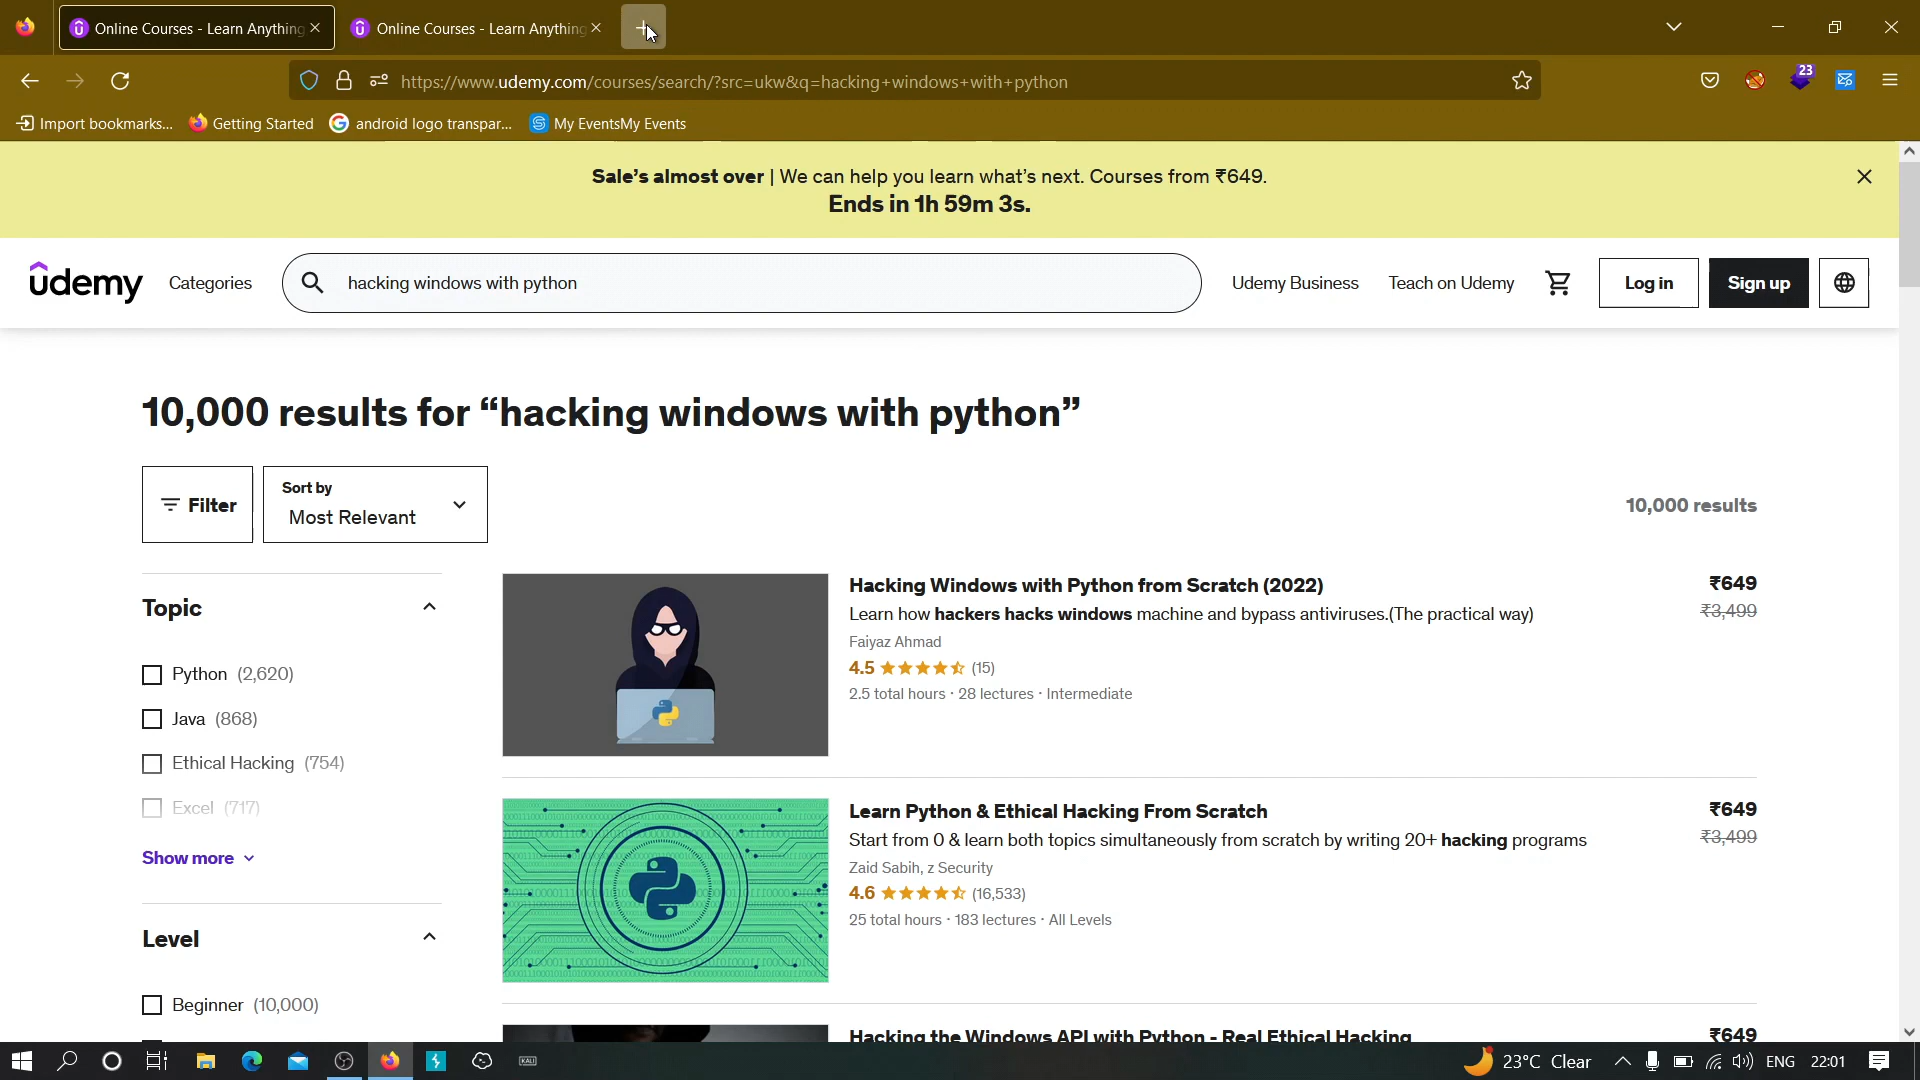 Online Courses - Learn Anything
Online Courses - Learn Anything
https://www.udemy.com/courses/search/?src=ukw&q=hacking+windows+with+python
23
Import bookmarks...
Getting Started
android logo transpar...
My EventsMy Events
Sale's almost over | We can help you learn what's next. Courses from ₹649.
Ends in 1h 59m 3s.
ûdemy
Categories
hacking windows with python
Udemy Business
Teach on Udemy
Log in
Sign up
10,000 results for “hacking windows with python”
Filter
Sort by
Most Relevant
10,000 results
Topic
Python (2,620)
Java (868)
Ethical Hacking (754)
Excel (717)
Show more
Level
Beginner (10,000)
Hacking Windows with Python from Scratch (2022)
₹649
Learn how hackers hacks windows machine and bypass antiviruses.(The practical way)
₹3,499
Faiyaz Ahmad
4.5 (15)
2.5 total hours · 28 lectures · Intermediate
Learn Python & Ethical Hacking From Scratch
₹649
Start from 0 & learn both topics simultaneously from scratch by writing 20+ hacking programs
₹3,499
Zaid Sabih, z Security
4.6 (16,533)
25 total hours · 183 lectures · All Levels
Hacking the Windows API with Python - Real Ethical Hacking
₹649
KALI
23°C Clear
ENG
22:01